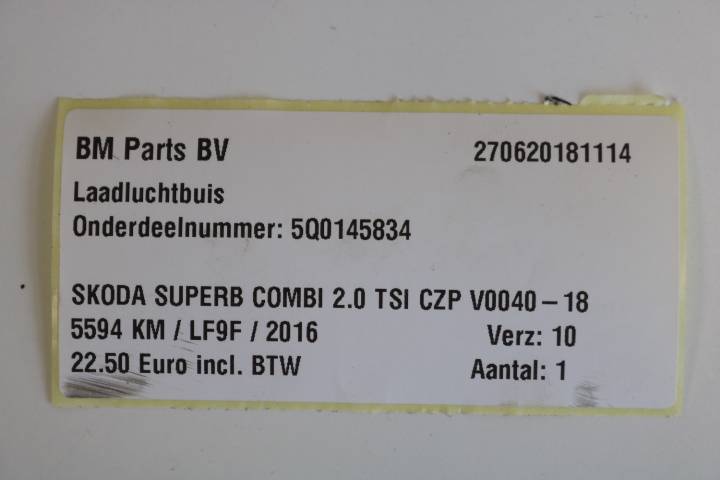 BM Parts BV 270620181114
Laadluchtbuis
Onderdeelnummer: 5Q0145834
SKODA SUPERB COMBI 2.0 TSI CZP V0040-18
5594 KM / LF9F / 2016 Verz: 10
22.50 Euro incl. BTW Aantal: 1